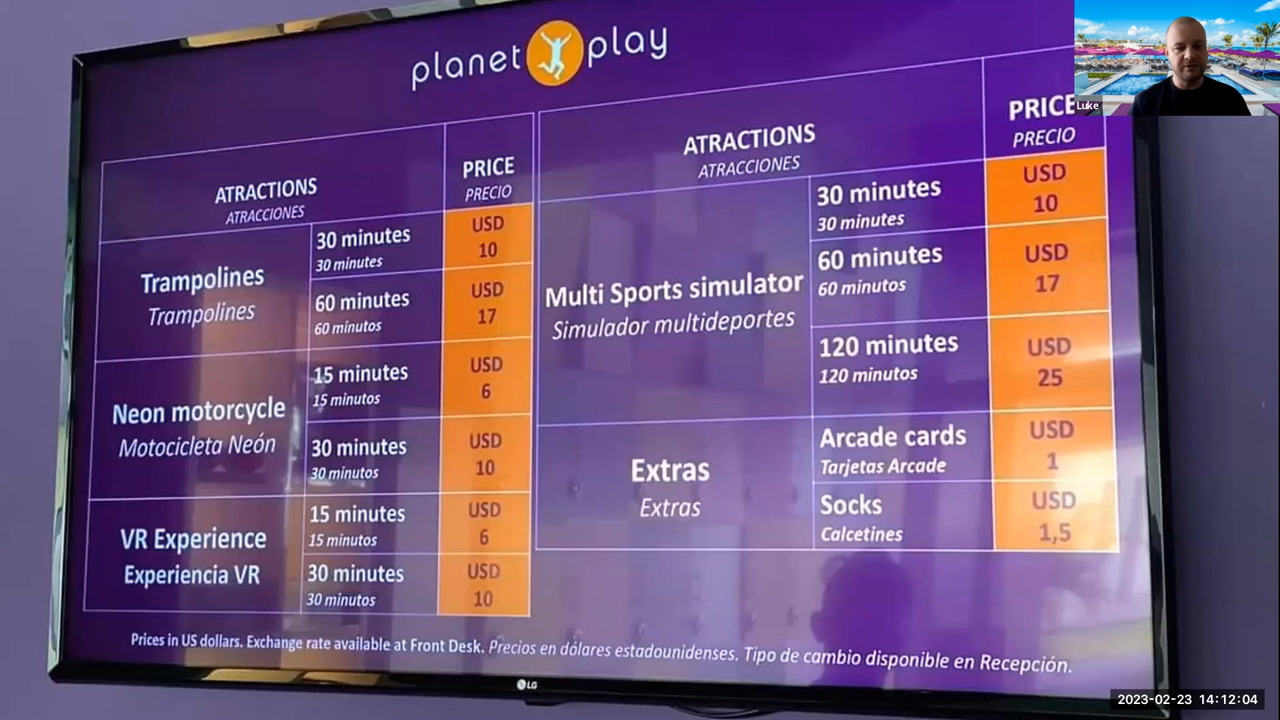 planet play
ATRACTIONS
ATRACCIONES
PRICE
PRECIO
Trampolines
Trampolines
30 minutes
30 minutes
USD
10
60 minutes
60 minutos
USD
17
Neon motorcycle
Motocicleta Neón
15 minutes
15 minutos
USD
6
30 minutes
30 minutos
USD
10
VR Experience
Experiencia VR
15 minutes
15 minutos
USD
6
30 minutes
30 minutos
USD
10
ATRACTIONS
ATRACCIONES
PRICE
PRECIO
Multi Sports simulator
Simulador multideportes
30 minutes
30 minutes
USD
10
60 minutes
60 minutos
USD
17
120 minutes
120 minutos
USD
25
Extras
Extras
Arcade cards
Tarjetas Arcade
USD
1
Socks
Calcetines
USD
1,5
Prices in US dollars. Exchange rate available at Front Desk. Precios en dólares estadounidenses. Tipo de cambio disponible en Recepción.
LG
Luke
2023-02-23 14:12:04